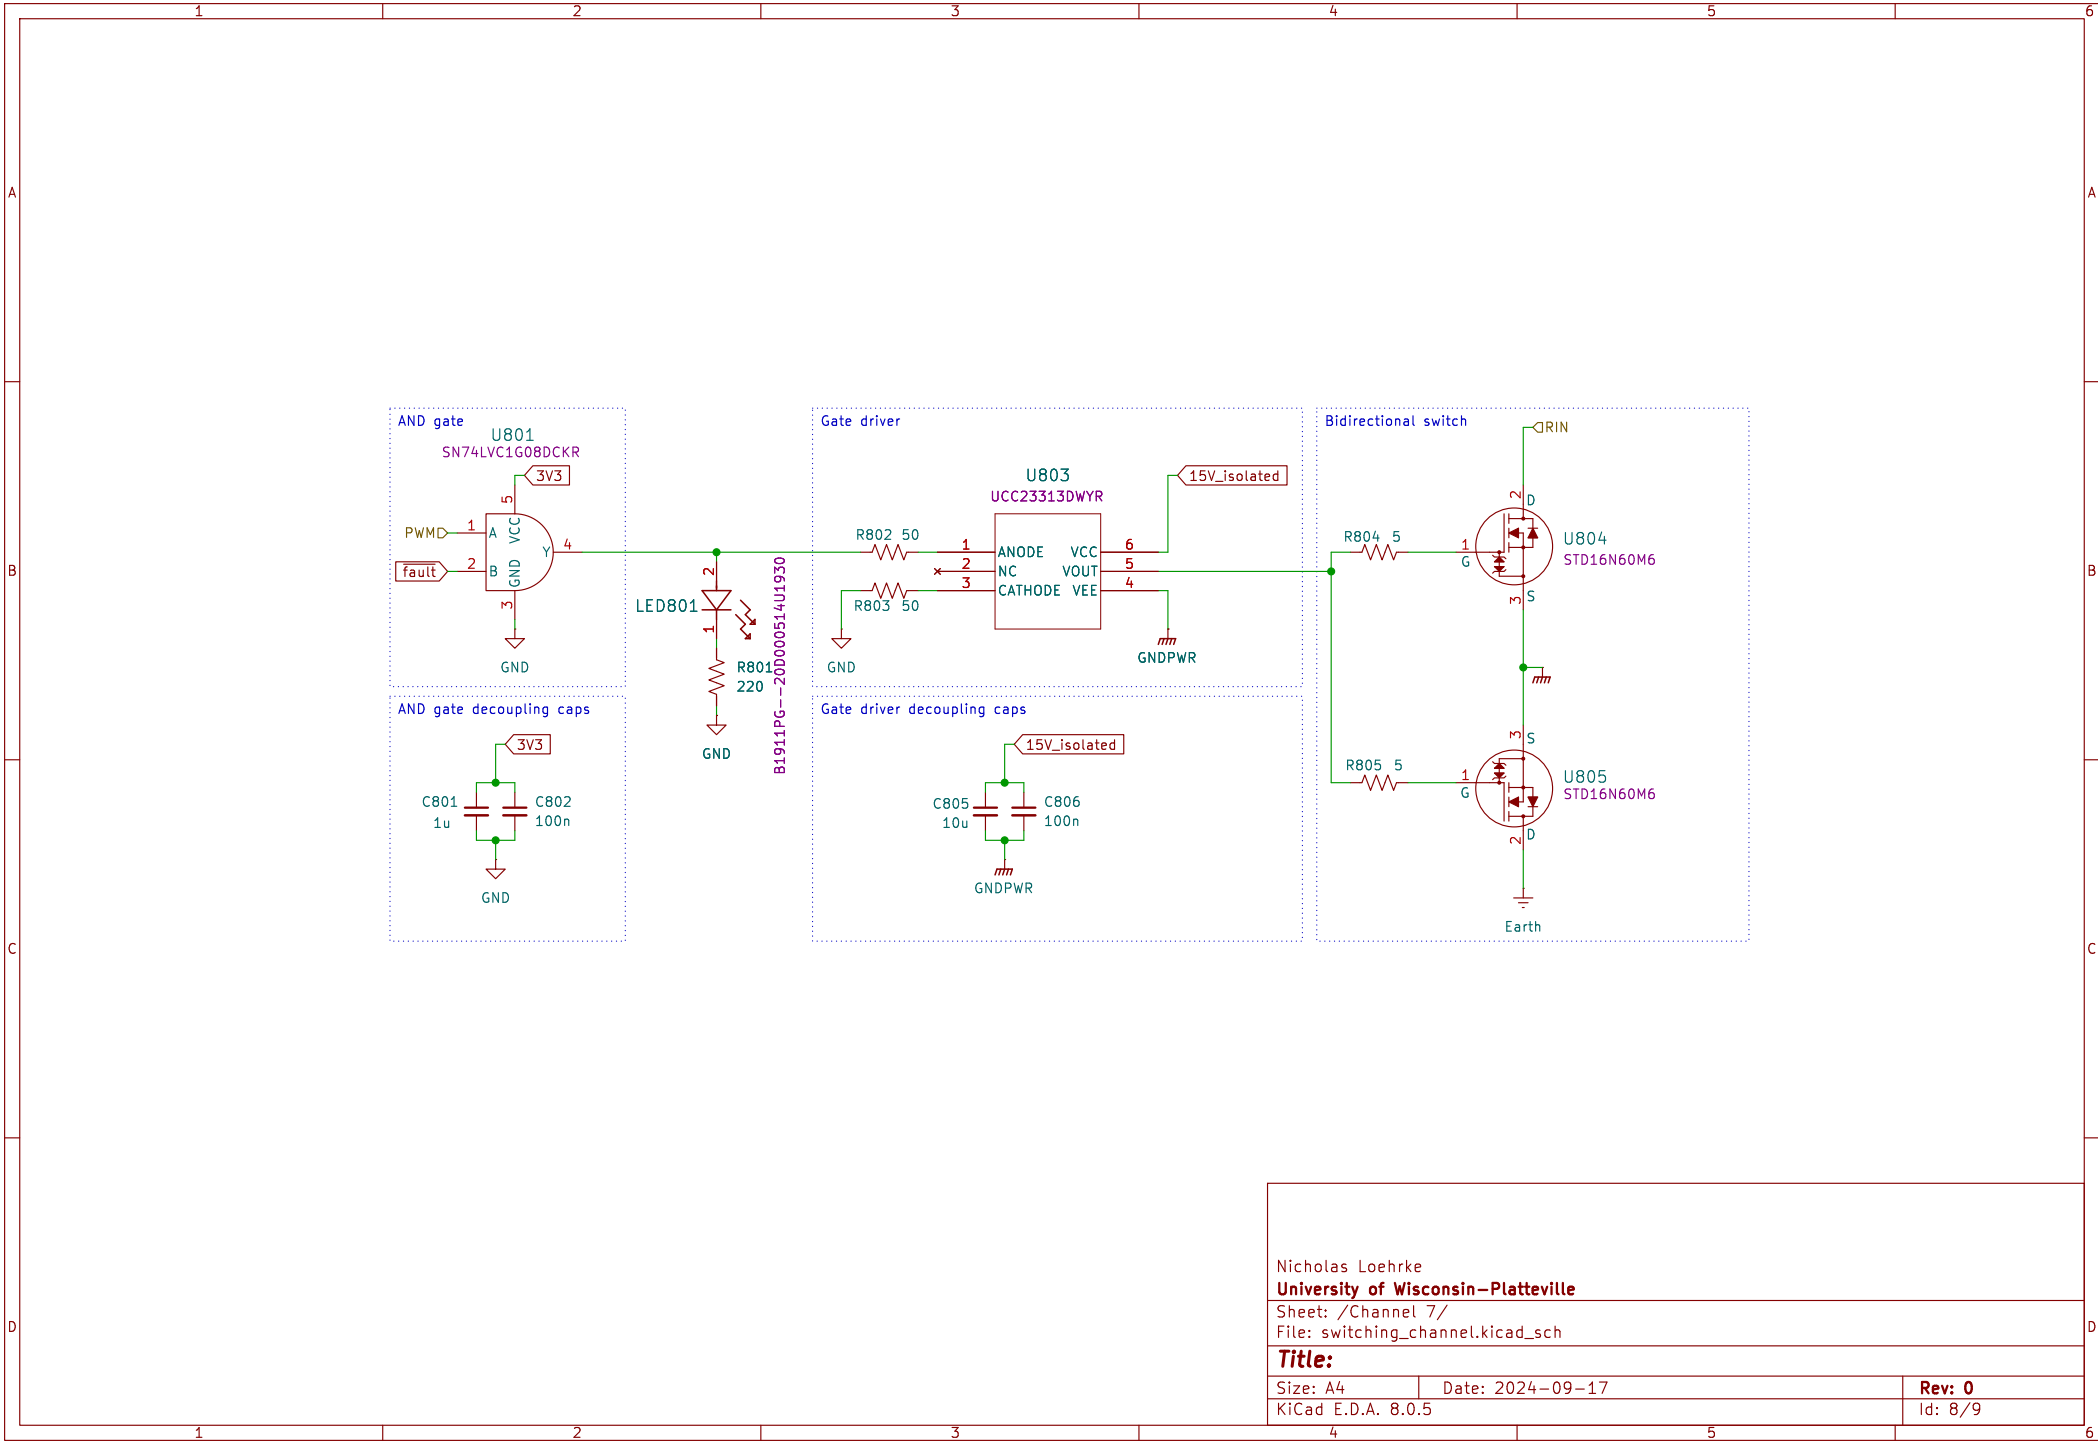 1 2 3 4 5 6
A A
B B
C C
D D
AND gate
U801
SN74LVC1G08DCKR
3V3
5
VCC
PWM
1
A
Y
4
fault
2
B
GND
3
GND
AND gate decoupling caps
3V3
C801
1u
C802
100n
GND
2
LED801
1
B1911PG--20D000514U1930
R801
220
GND
Gate driver
U803
UCC23313DWYR
15V_isolated
R802 50
1 ANODE VCC 6
2 NC VOUT 5
3 CATHODE VEE 4
R803 50
GND
GNDPWR
Gate driver decoupling caps
15V_isolated
C805
10u
C806
100n
GNDPWR
Bidirectional switch
RIN
2
D
R804 5
1
G
U804
STD16N60M6
S
3
3
S
R805 5
1
G
U805
STD16N60M6
D
2
Earth
Nicholas Loehrke
University of Wisconsin-Platteville
Sheet: /Channel 7/
File: switching_channel.kicad_sch
Title:
Size: A4 Date: 2024-09-17 Rev: 0
KiCad E.D.A. 8.0.5 Id: 8/9
1 2 3 4 5 6